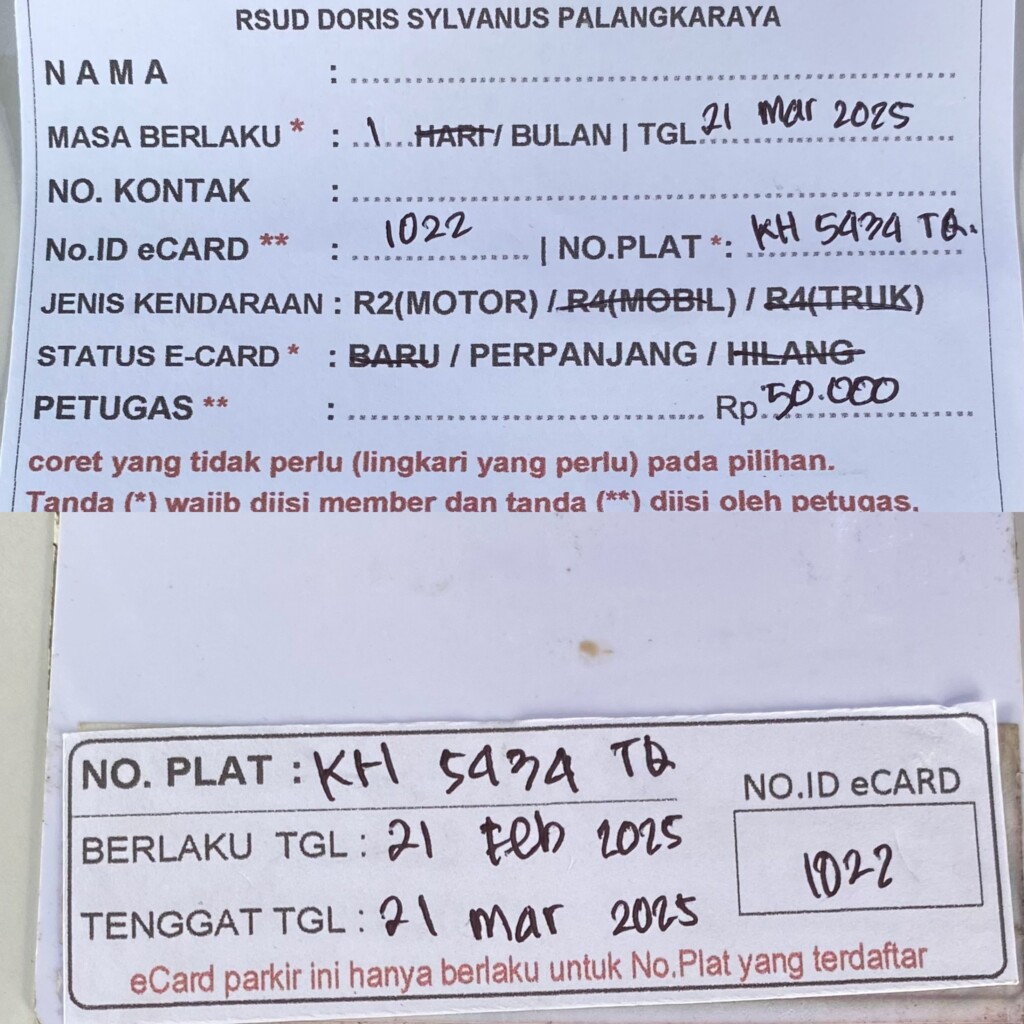 RSUD DORIS SYLVANUS PALANGKARAYA
NAMA : ........................
MASA BERLAKU * : ..1... HARI / BULAN | TGL. 21 Mar 2025
NO. KONTAK : ........................
No.ID eCARD ** : 1022 | NO.PLAT *: KH 5434 TQ.
JENIS KENDARAAN : R2(MOTOR) / R4(MOBIL) / R4(TRUK)
STATUS E-CARD * : BARU / PERPANJANG / HILANG
PETUGAS ** : ........................ Rp. 50.000
coret yang tidak perlu (lingkari yang perlu) pada pilihan.
Tanda (*) wajib diisi member dan tanda (**) diisi oleh petugas.
NO. PLAT : KH 5434 TQ
NO.ID eCARD
BERLAKU TGL : 21 Feb 2025
1022
TENGGAT TGL : 21 mar 2025
eCard parkir ini hanya berlaku untuk No.Plat yang terdaftar